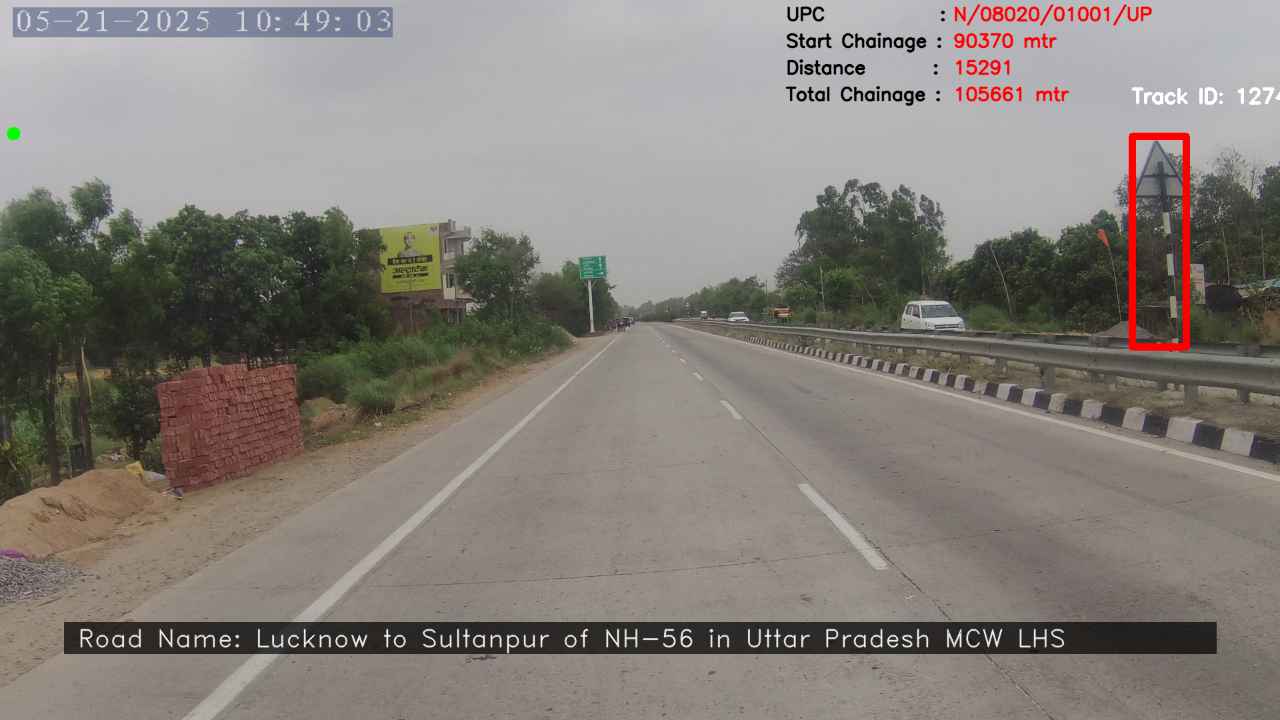 05-21-2025 10:49:03
UPC : N/08020/01001/UP
Start Chainage : 90370 mtr
Distance : 15291
Total Chainage : 105661 mtr
Track ID: 1274
Road Name: Lucknow to Sultanpur of NH-56 in Uttar Pradesh MCW LHS